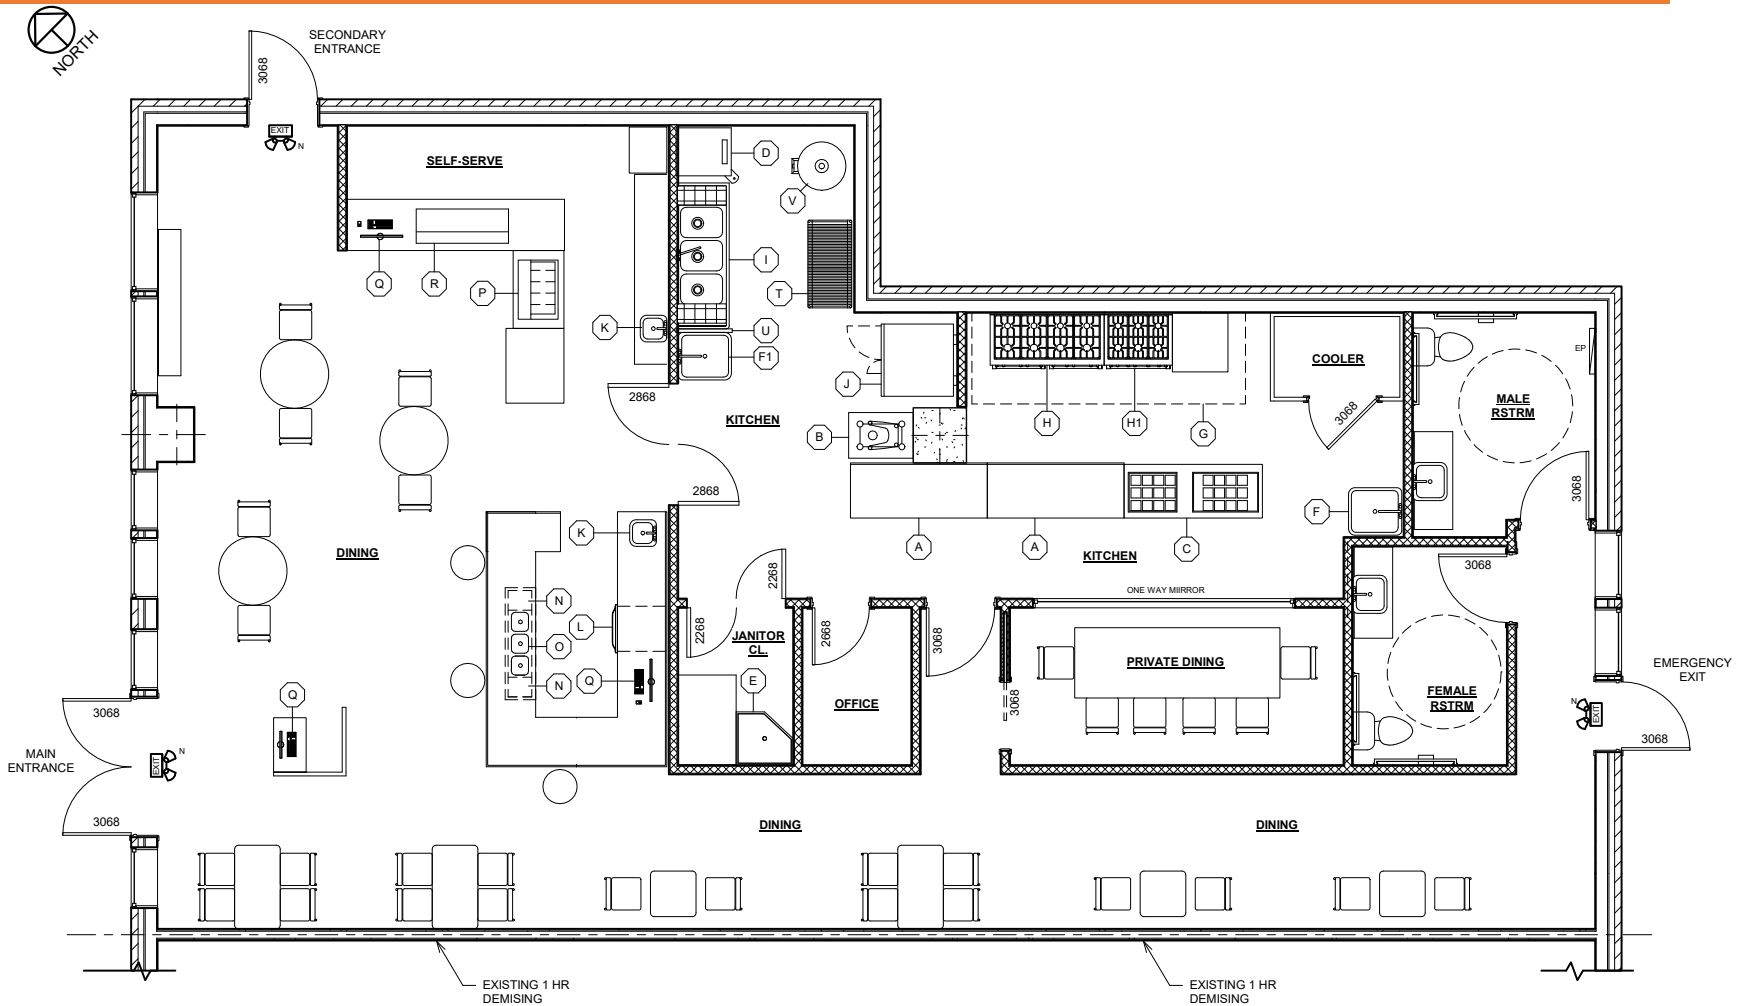 NORTH
SECONDARY
ENTRANCE
3068
EXIT
N
SELF-SERVE
D
V
Q
R
P
I
T
K
U
F1
J
2868
KITCHEN
B
H
H1
G
COOLER
3068
MALE
RSTRM
EP
3068
2868
DINING
K
A
A
C
F
KITCHEN
3068
2268
2268
N
L
O
N
Q
JANITOR
CL.
E
2668
OFFICE
3068
ONE WAY MIIRROR
3068
PRIVATE DINING
FEMALE
RSTRM
EMERGENCY
EXIT
N
EXIT
3068
Q
3068
MAIN
ENTRANCE
EXIT
N
3068
DINING
DINING
EXISTING 1 HR
DEMISING
EXISTING 1 HR
DEMISING